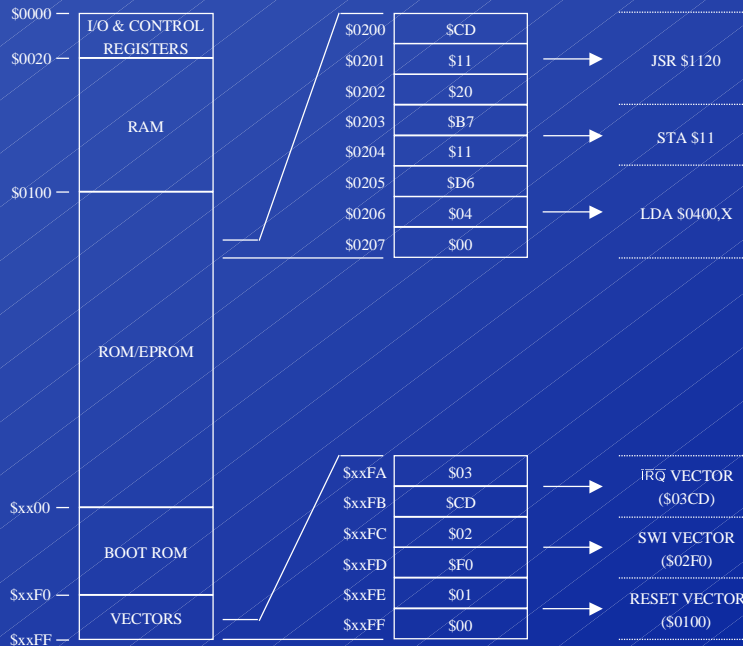 $0000
I/O & CONTROL
REGISTERS
$0020
RAM
$0100
ROM/EPROM
$xx00
BOOT ROM
$xxF0
VECTORS
$xxFF
$0200 $CD
$0201 $11
$0202 $20
$0203 $B7
$0204 $11
$0205 $D6
$0206 $04
$0207 $00
JSR $1120
STA $11
LDA $0400,X
$xxFA $03
$xxFB $CD
$xxFC $02
$xxFD $F0
$xxFE $01
$xxFF $00
IRQ VECTOR
($03CD)
SWI VECTOR
($02F0)
RESET VECTOR
($0100)